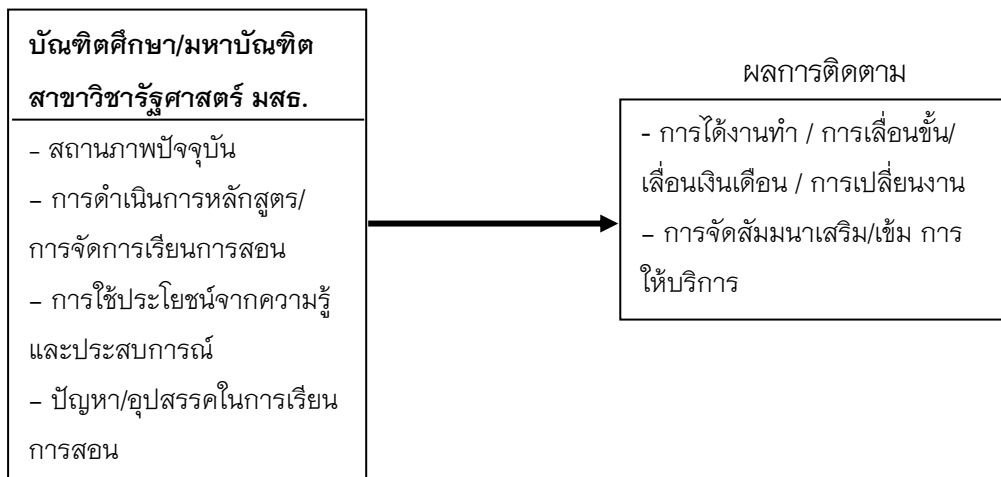 บัณฑิตศึกษา/มหาบัณฑิต
สาขาวิชารัฐศาสตร์ มสธ.
- สถานภาพปัจจุบัน
– การดำเนินการหลักสูตร/
การจัดการเรียนการสอน
– การใช้ประโยชน์จากความรู้
และประสบการณ์
– ปัญหา/อุปสรรคในการเรียน
การสอน
ผลการติดตาม
- การได้งานทำ / การเลื่อนขั้น/
เลื่อนเงินเดือน / การเปลี่ยนงาน
– การจัดสัมมนาเสริม/เข้ม การ
ให้บริการ